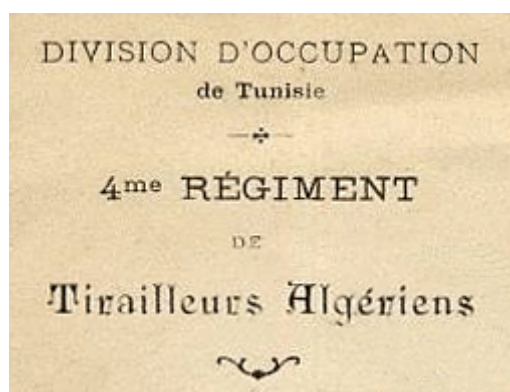 DIVISION D'OCCUPATION
de Tunisie
4me RÉGIMENT
DE
Tirailleurs Algériens